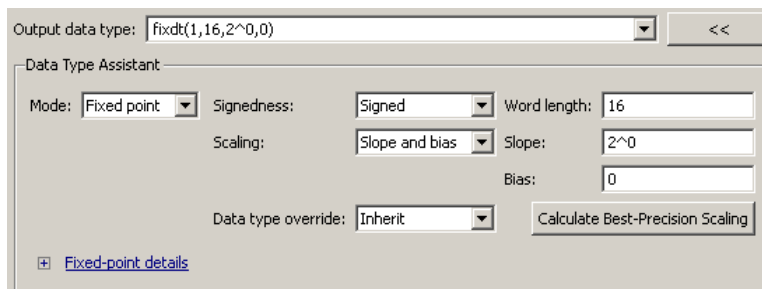 Output data type: fixdt(1,16,2^0,0) <<
Data Type Assistant
Mode: Fixed point Signedness: Signed Word length: 16
Scaling: Slope and bias Slope: 2^0
Bias: 0
Data type override: Inherit Calculate Best-Precision Scaling
Fixed-point details